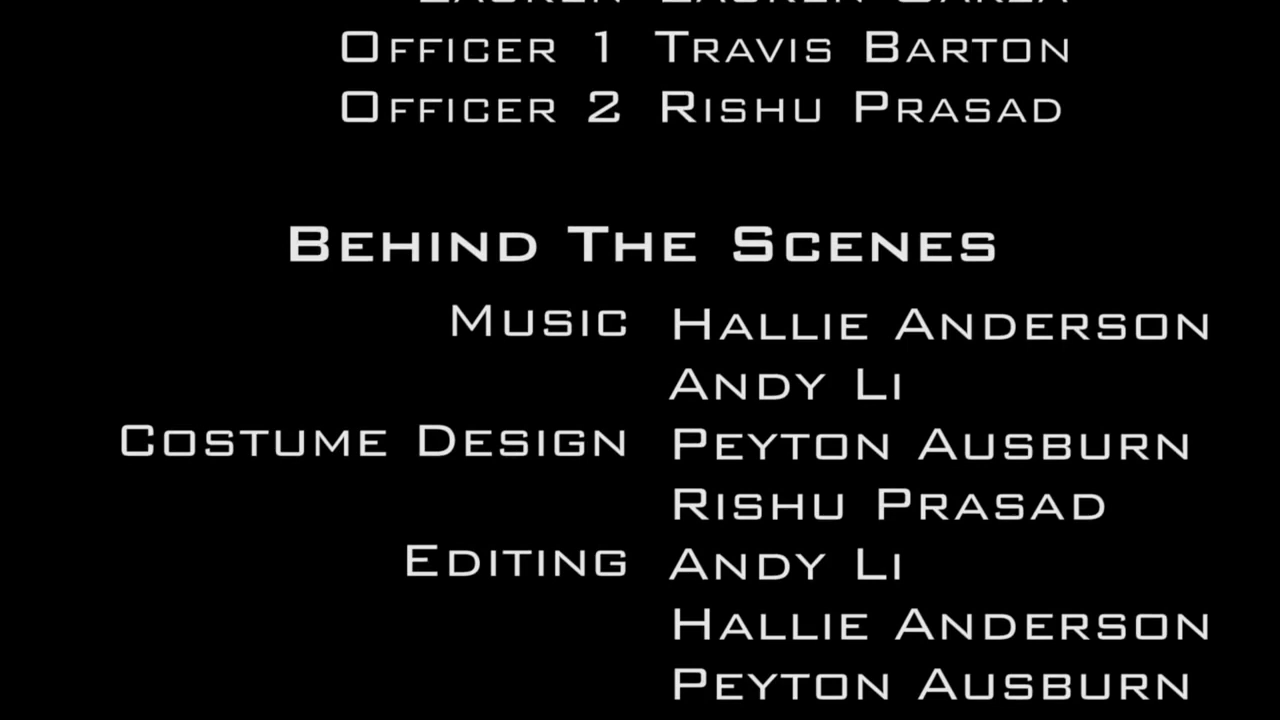 Officer 1 Travis Barton
Officer 2 Rishu Prasad
Behind The Scenes
Music Hallie Anderson
Andy Li
Costume Design Peyton Ausburn
Rishu Prasad
Editing Andy Li
Hallie Anderson
Peyton Ausburn